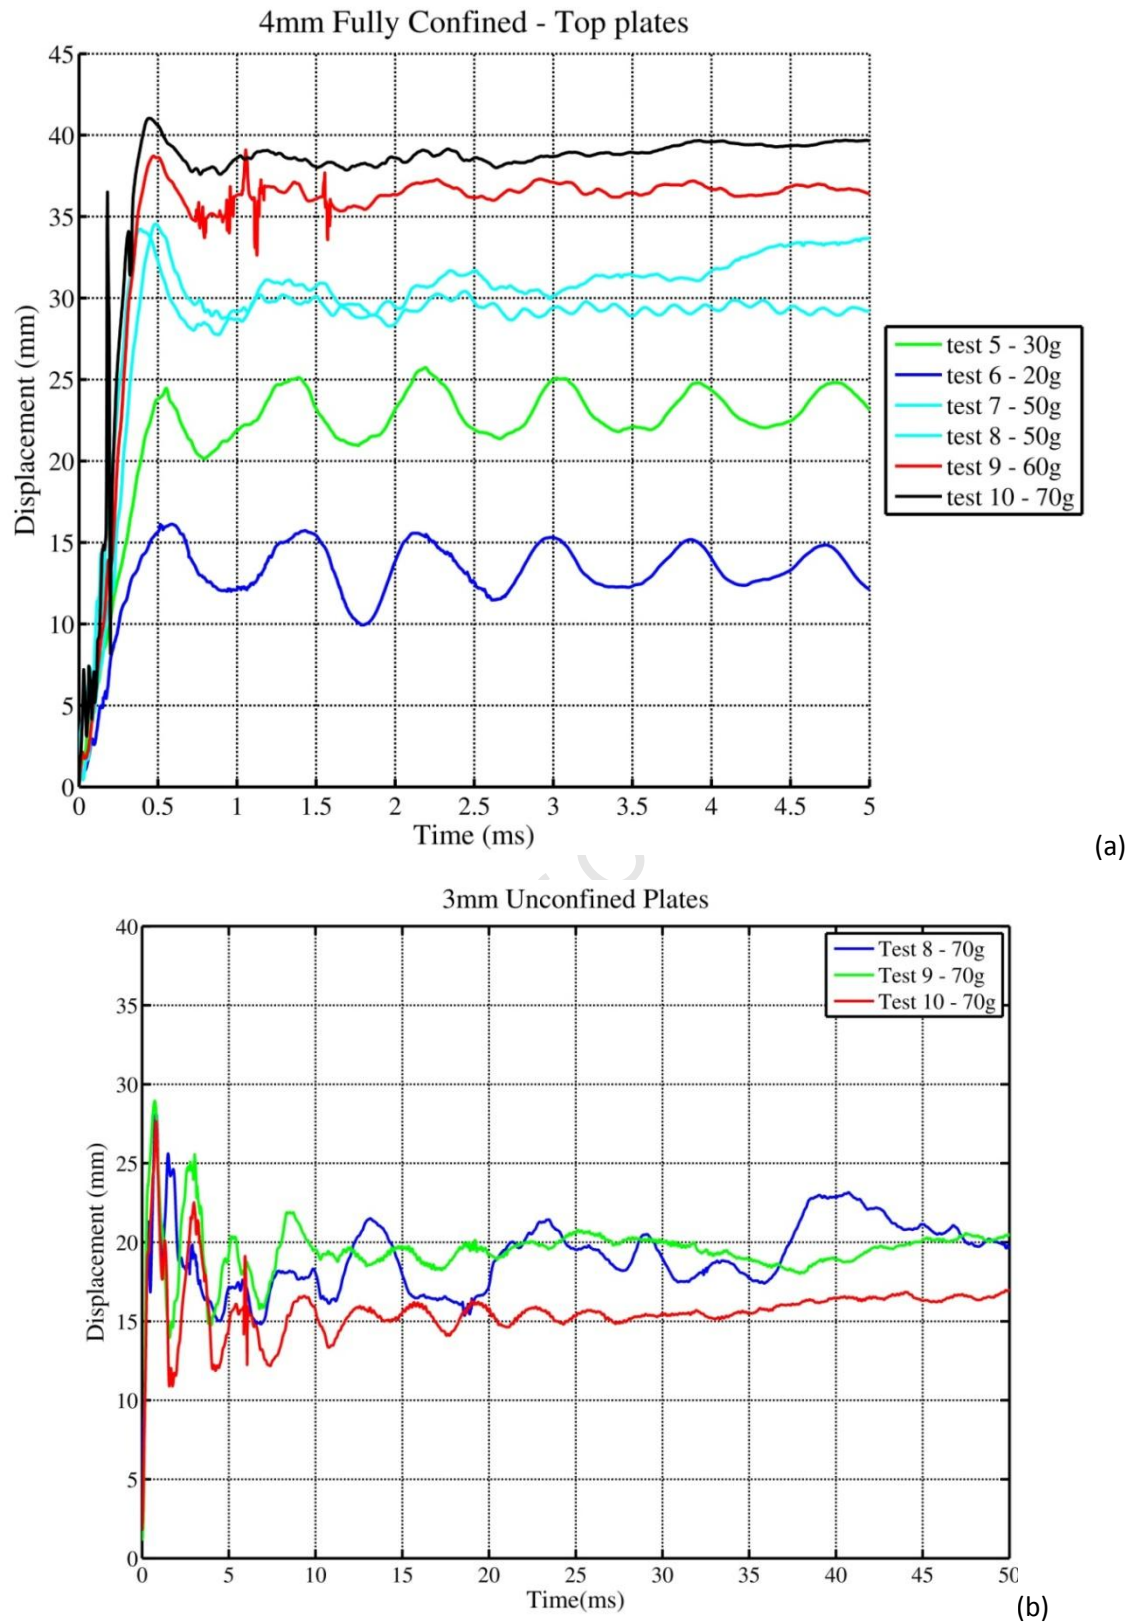 4mm Fully Confined - Top plates
45
40
35
30
25
20
15
10
5
0
Displacement (mm)
0 0.5 1 1.5 2 2.5 3 3.5 4 4.5 5
Time (ms)
test 5 - 30g
test 6 - 20g
test 7 - 50g
test 8 - 50g
test 9 - 60g
test 10 - 70g
(a)
3mm Unconfined Plates
40
35
30
25
20
15
10
5
0
Displacement (mm)
0 5 10 15 20 25 30 35 40 45 50
Time(ms)
Test 8 - 70g
Test 9 - 70g
Test 10 - 70g
(b)